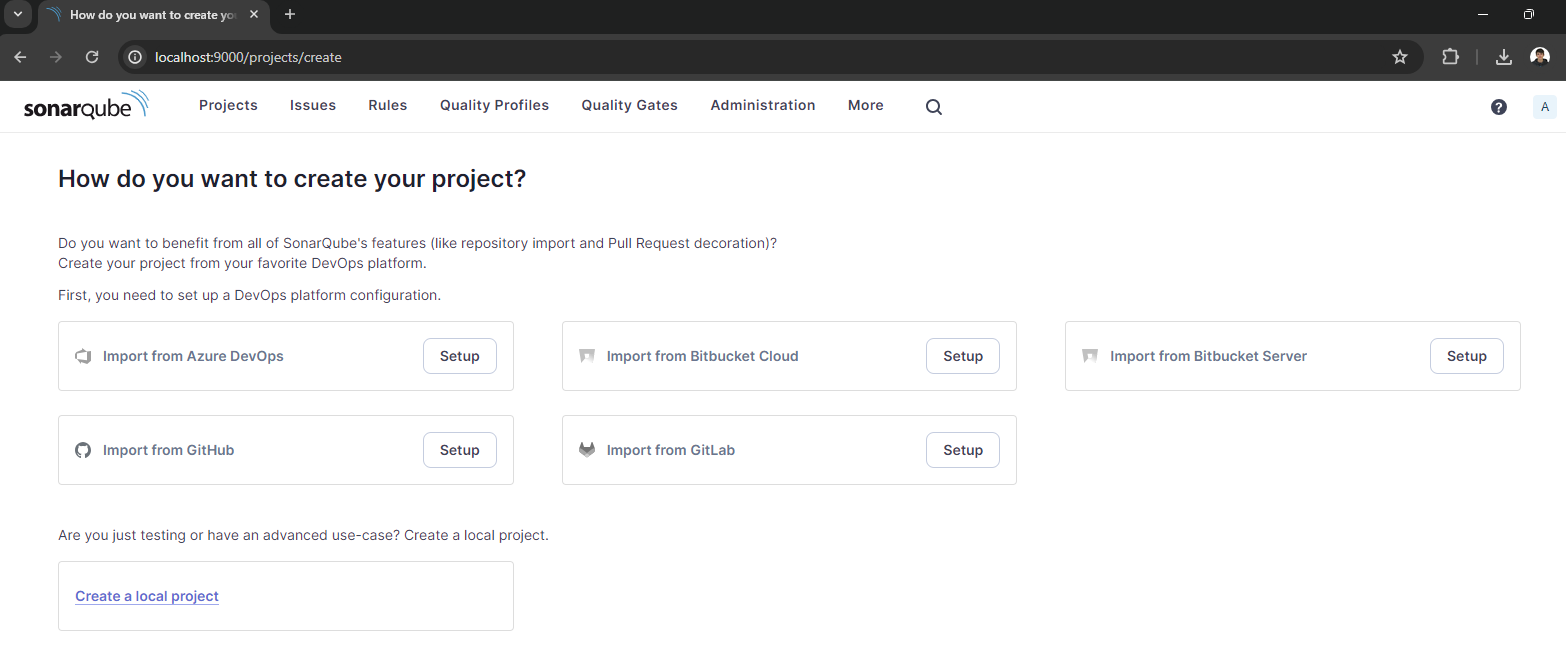 How do you want to create yo
localhost:9000/projects/create
sonarqube
Projects Issues Rules Quality Profiles Quality Gates Administration More
A
How do you want to create your project?
Do you want to benefit from all of SonarQube's features (like repository import and Pull Request decoration)?
Create your project from your favorite DevOps platform.
First, you need to set up a DevOps platform configuration.
Import from Azure DevOps Setup
Import from Bitbucket Cloud Setup
Import from Bitbucket Server Setup
Import from GitHub Setup
Import from GitLab Setup
Are you just testing or have an advanced use-case? Create a local project.
Create a local project